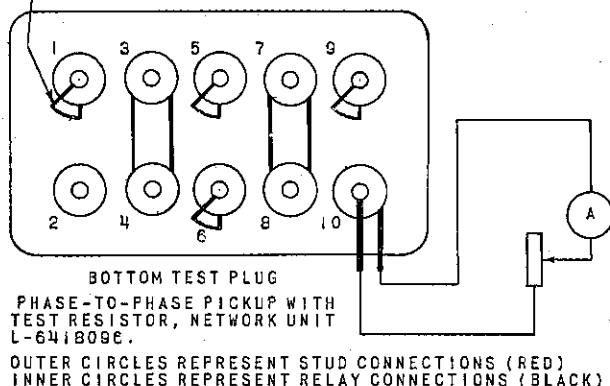 1 3 5 7 9
2 4 6 8 10
A
BOTTOM TEST PLUG
PHASE-TO-PHASE PICKUP WITH
TEST RESISTOR, NETWORK UNIT
L-6418096.
OUTER CIRCLES REPRESENT STUD CONNECTIONS (RED)
INNER CIRCLES REPRESENT RELAY CONNECTIONS (BLACK)